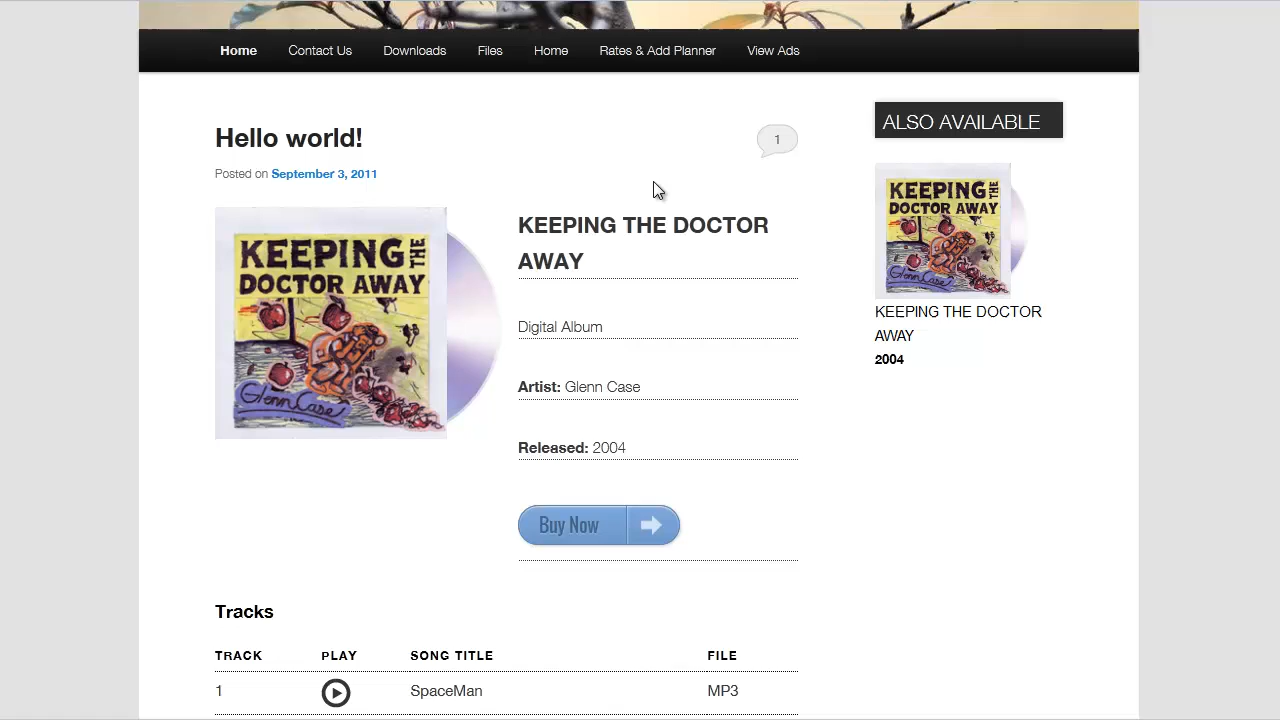 Home Contact Us Downloads Files Home Rates & Add Planner View Ads
Hello world!
1
Posted on September 3, 2011
KEEPING THE
DOCTOR AWAY
Glenn Case
KEEPING THE DOCTOR
AWAY
Digital Album
Artist: Glenn Case
Released: 2004
Buy Now
Tracks
TRACK PLAY SONG TITLE FILE
1 SpaceMan MP3
ALSO AVAILABLE
KEEPING THE
DOCTOR AWAY
Glenn Case
KEEPING THE DOCTOR
AWAY
2004